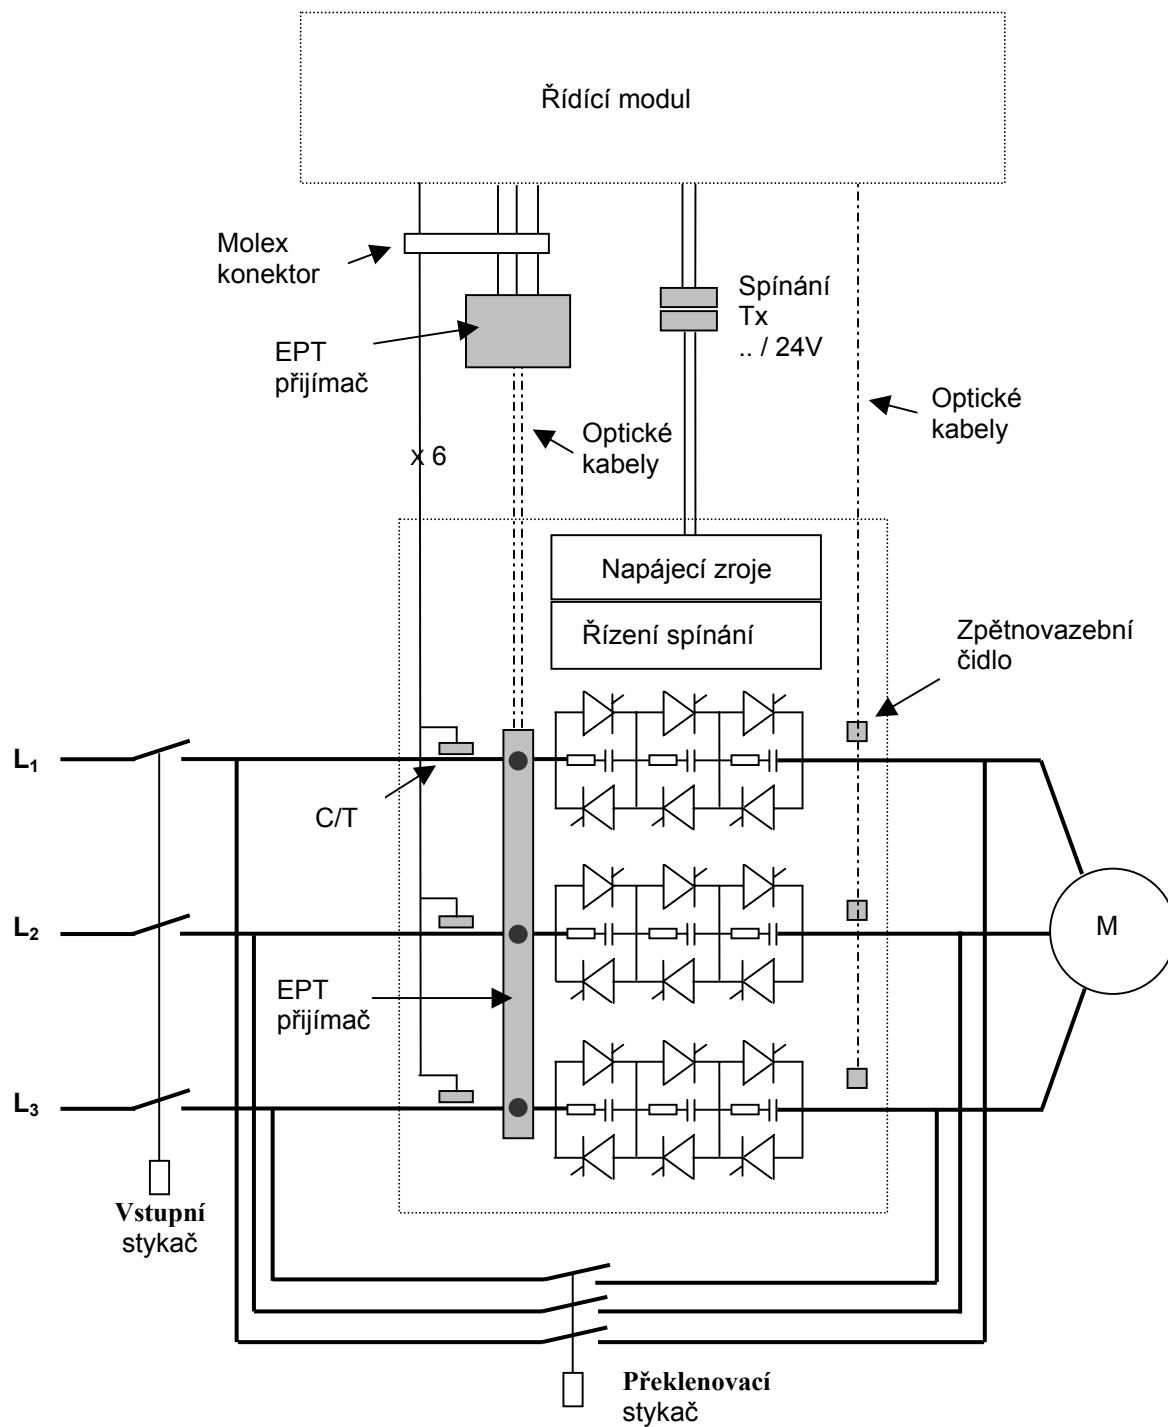 Řídící modul
Molex
konektor
Spínání
Tx
.. / 24V
EPT
přijímač
Optické
kabely
Optické
kabely
x 6
Napájecí zroje
Řízení spínání
Zpětnovazební
čidlo
L1
C/T
L2
M
EPT
přijímač
L3
Vstupní
stykač
Překlenovací
stykač